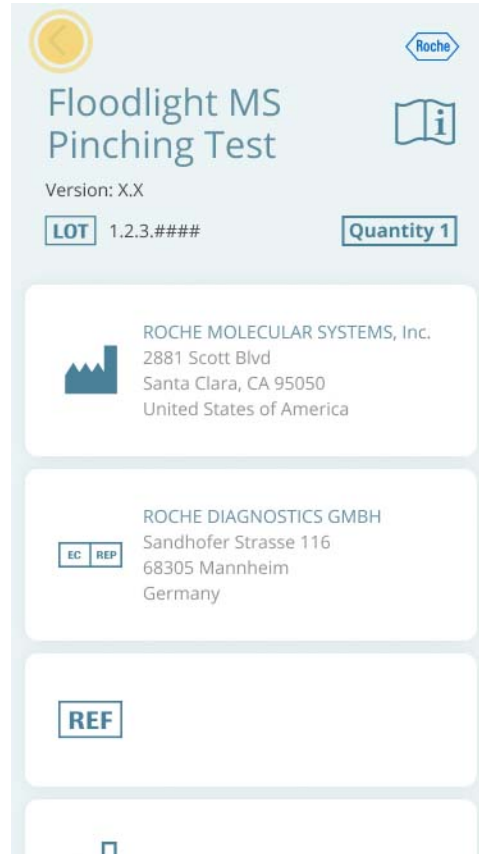 Roche
Floodlight MS
Pinching Test
i
Version: X.X
LOT 1.2.3.####
Quantity 1
ROCHE MOLECULAR SYSTEMS, Inc.
2881 Scott Blvd
Santa Clara, CA 95050
United States of America
EC REP
ROCHE DIAGNOSTICS GMBH
Sandhofer Strasse 116
68305 Mannheim
Germany
REF